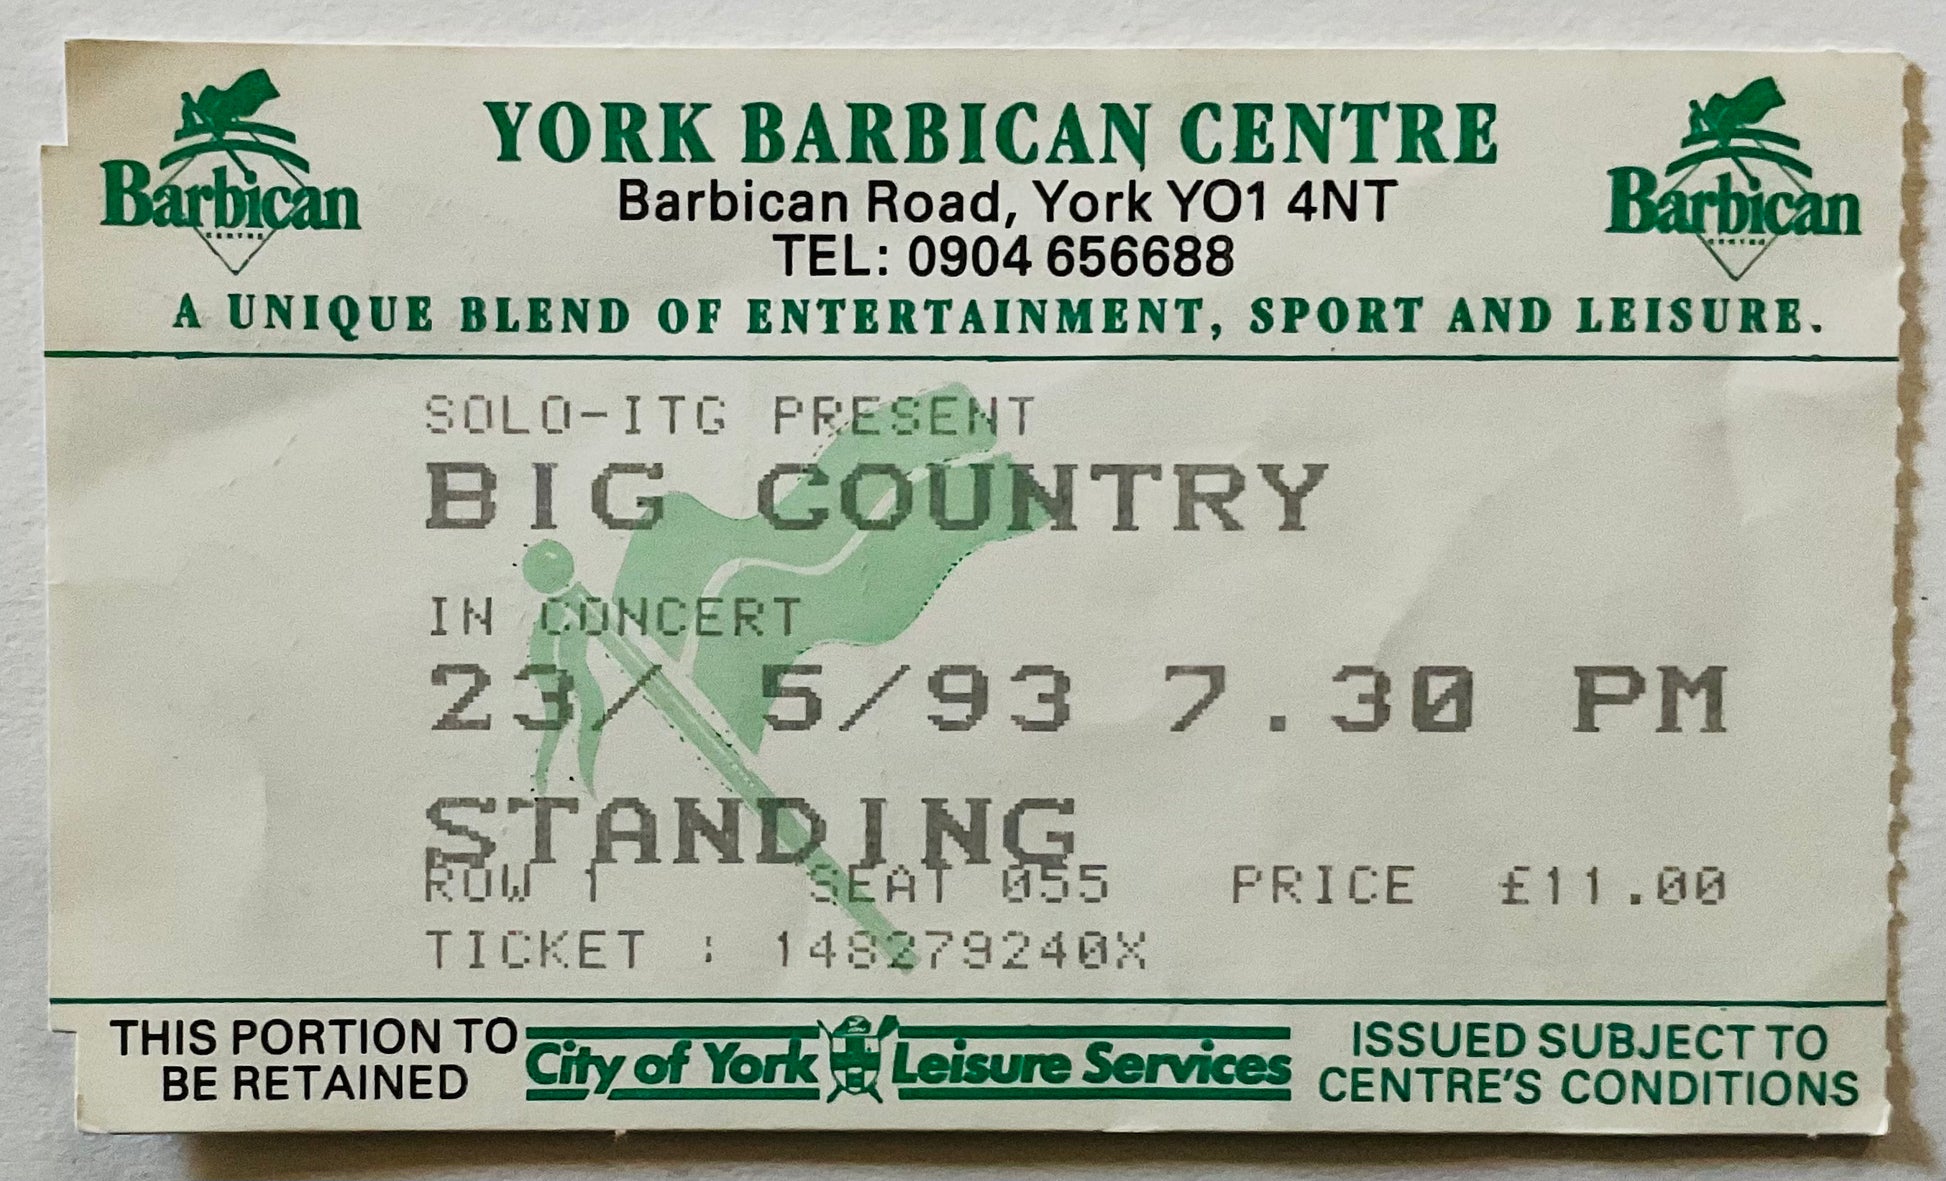 Barbican
CENTRE
YORK BARBICAN CENTRE
Barbican Road, York YO1 4NT
TEL: 0904 656688
Barbican
CENTRE
A UNIQUE BLEND OF ENTERTAINMENT, SPORT AND LEISURE.
SOLO-ITG PRESENT
BIG COUNTRY
IN CONCERT
23/ 5/93 7.30 PM
STANDING
ROW 1 SEAT 055 PRICE £11.00
TICKET : 148279240X
THIS PORTION TO
BE RETAINED
City of York Leisure Services
ISSUED SUBJECT TO
CENTRE'S CONDITIONS